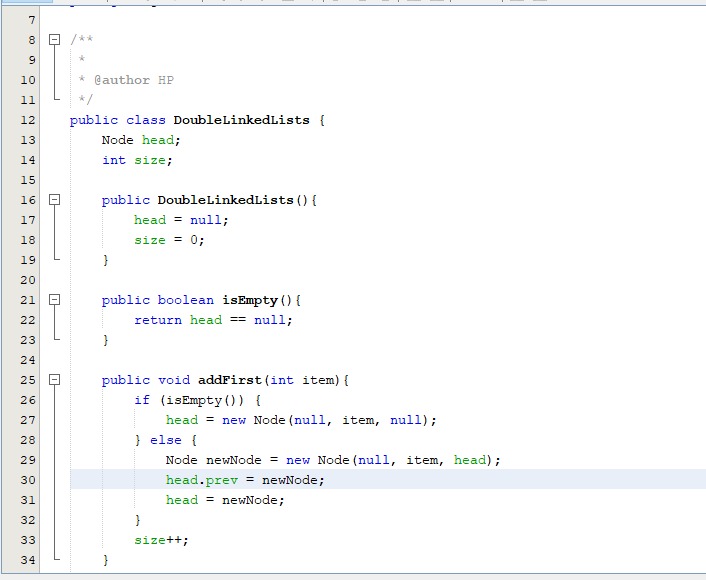 7
8 /**
9 *
10 * @author HP
11 */
12 public class DoubleLinkedLists {
13 Node head;
14 int size;
15
16 public DoubleLinkedLists(){
17 head = null;
18 size = 0;
19 }
20
21 public boolean isEmpty(){
22 return head == null;
23 }
24
25 public void addFirst(int item){
26 if (isEmpty()) {
27 head = new Node(null, item, null);
28 } else {
29 Node newNode = new Node(null, item, head);
30 head.prev = newNode;
31 head = newNode;
32 }
33 size++;
34 }